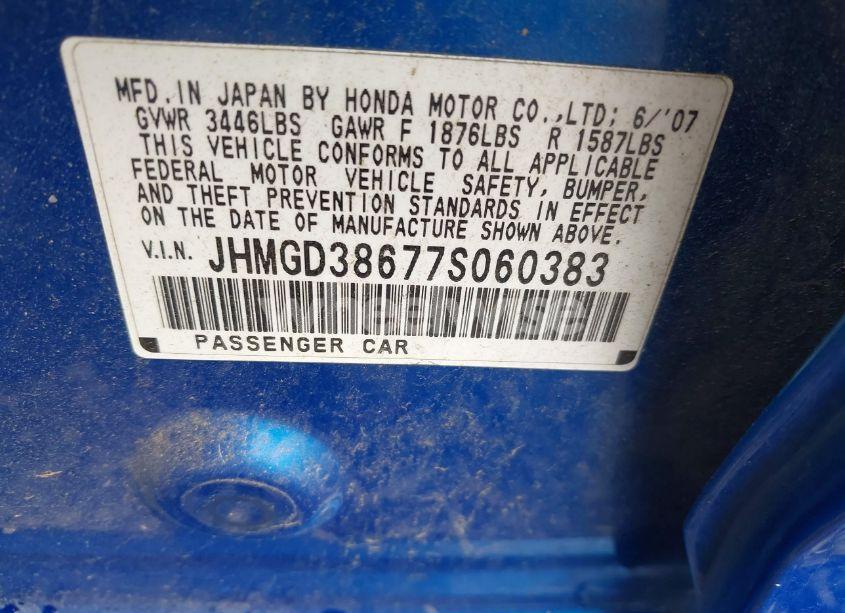 MFD. IN JAPAN BY HONDA MOTOR CO.,LTD; 6/'07
GVWR 3446LBS GAWR F 1876LBS R 1587LBS
THIS VEHICLE CONFORMS TO ALL APPLICABLE
FEDERAL MOTOR VEHICLE SAFETY, BUMPER,
AND THEFT PREVENTION STANDARDS IN EFFECT
ON THE DATE OF MANUFACTURE SHOWN ABOVE.
V.I.N. JHMGD38677S060383
PASSENGER CAR